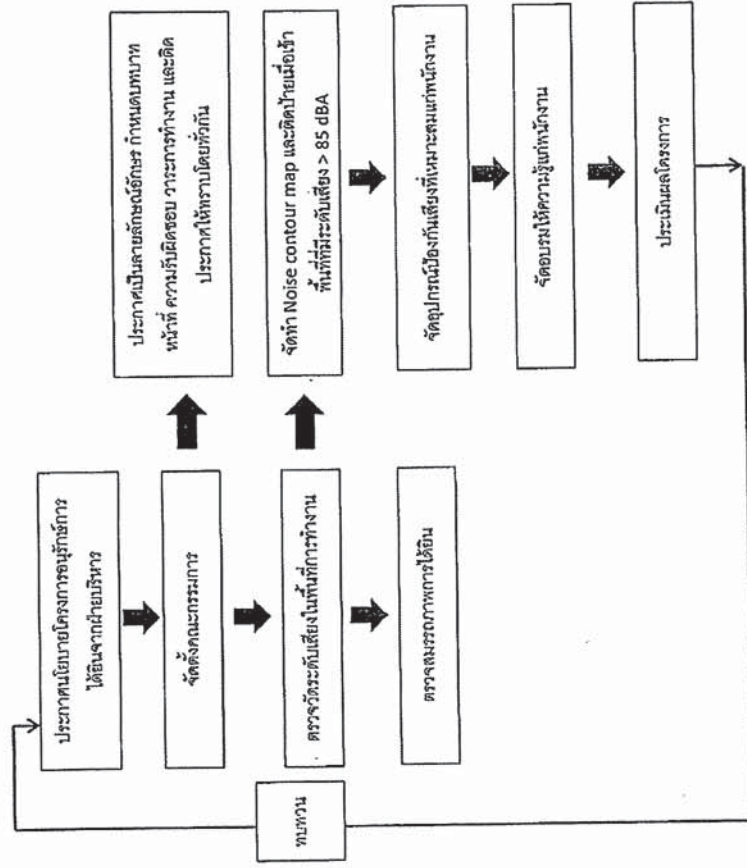 ประกาศนโยบายโครงการอนุรักษ์การ
ได้ยินจากฝ่ายบริหาร
จัดตั้งคณะกรรมการ
ประกาศเป็นลายลักษณ์อักษร กำหนดบทบาท
หน้าที่ ความรับผิดชอบ วาระการทำงาน และติด
ประกาศให้ทราบโดยทั่วกัน
ตรวจวัดระดับเสียงในพื้นที่การทำงาน
จัดทำ Noise contour map และติดป้ายเมื่อเข้า
พื้นที่ที่มีระดับเสียง > 85 dBA
ตรวจสมรรถภาพการได้ยิน
จัดอุปกรณ์ป้องกันเสียงที่เหมาะสมแก่พนักงาน
จัดอบรมให้ความรู้แก่พนักงาน
ประเมินผลโครงการ
ทบทวน